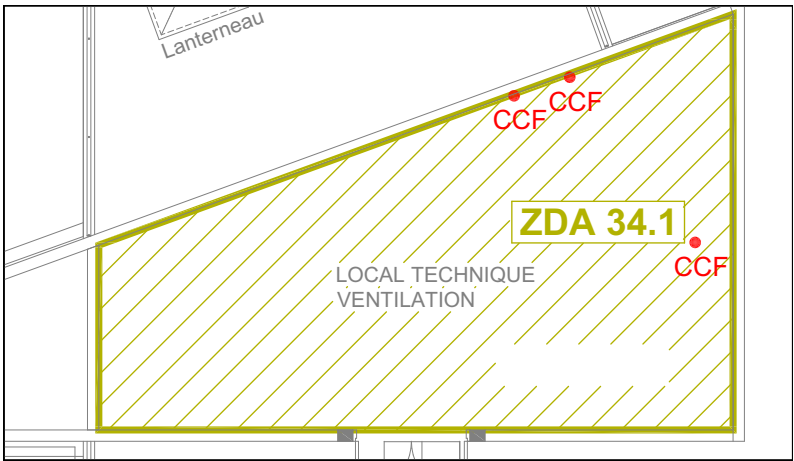 Lanterneau
CCF
CCF
ZDA 34.1
CCF
LOCAL TECHNIQUE
VENTILATION